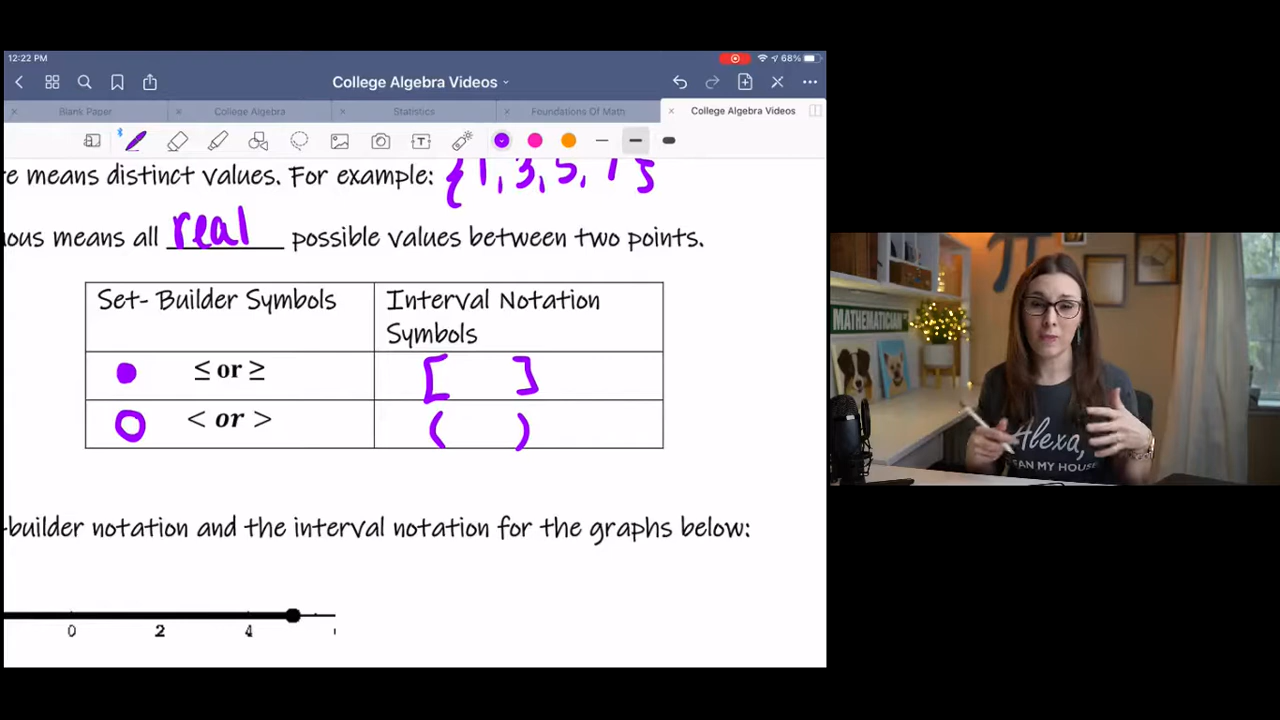 12:22 PM
68%
College Algebra Videos
Blank Paper
College Algebra
Statistics
Foundations Of Math
College Algebra Videos
e means distinct values. For example: {1, 3, 5, 7}
ous means all real possible values between two points.
Set- Builder Symbols
Interval Notation
Symbols
≤ or ≥
[ ]
< or >
( )
-builder notation and the interval notation for the graphs below:
0 2 4
MATHEMATICIAN
Alexa,
EAN MY HOUSE